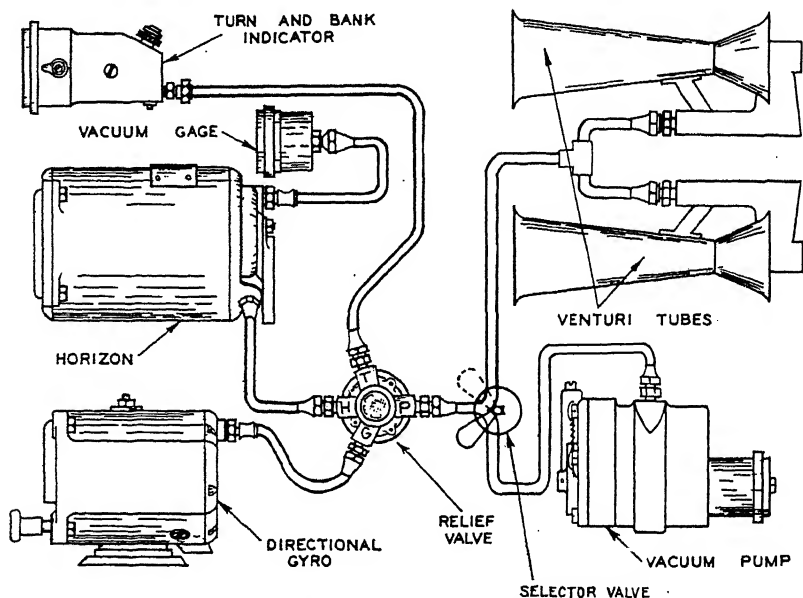 TURN AND BANK
INDICATOR
VACUUM GAGE
HORIZON
VENTURI TUBES
T
H P
G
DIRECTIONAL
GYRO
RELIEF
VALVE
SELECTOR VALVE
VACUUM PUMP